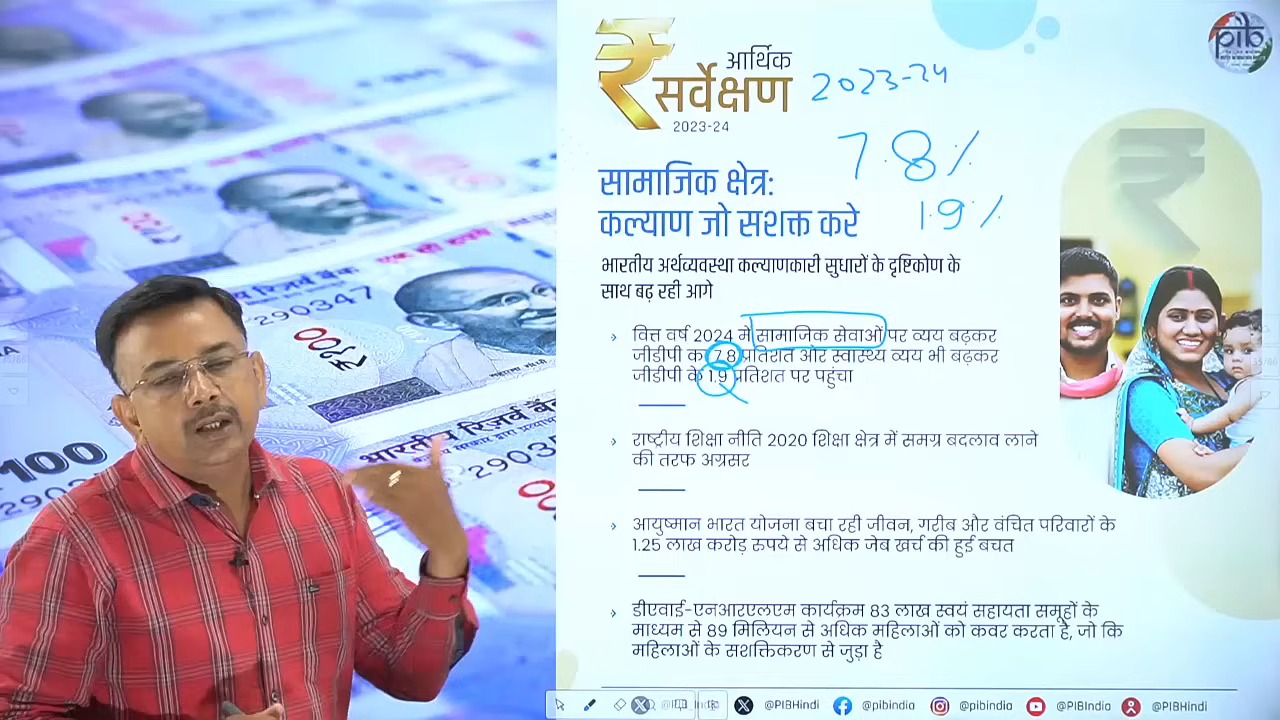 आर्थिक
सर्वेक्षण
2023-24
2023-24
7.8%
1.9%
pib
सामाजिक क्षेत्र:
कल्याण जो सशक्त करे
भारतीय अर्थव्यवस्था कल्याणकारी सुधारों के दृष्टिकोण के
साथ बढ़ रही आगे
वित्त वर्ष 2024 में सामाजिक सेवाओं पर व्यय बढ़कर
जीडीपी का 7.8 प्रतिशत और स्वास्थ्य व्यय भी बढ़कर
जीडीपी के 1.9 प्रतिशत पर पहुंचा
राष्ट्रीय शिक्षा नीति 2020 शिक्षा क्षेत्र में समग्र बदलाव लाने
की तरफ अग्रसर
आयुष्मान भारत योजना बचा रही जीवन, गरीब और वंचित परिवारों के
1.25 लाख करोड़ रुपये से अधिक जेब खर्च की हुई बचत
डीएवाई-एनआरएलएम कार्यक्रम 83 लाख स्वयं सहायता समूहों के
माध्यम से 89 मिलियन से अधिक महिलाओं को कवर करता है, जो कि
महिलाओं के सशक्तिकरण से जुड़ा है
@PIBHindi @pibindia @PIBIndia @PIBHindi @PIBHindi
290347
₹200
100
भारतीय रिज़र्व बैंक